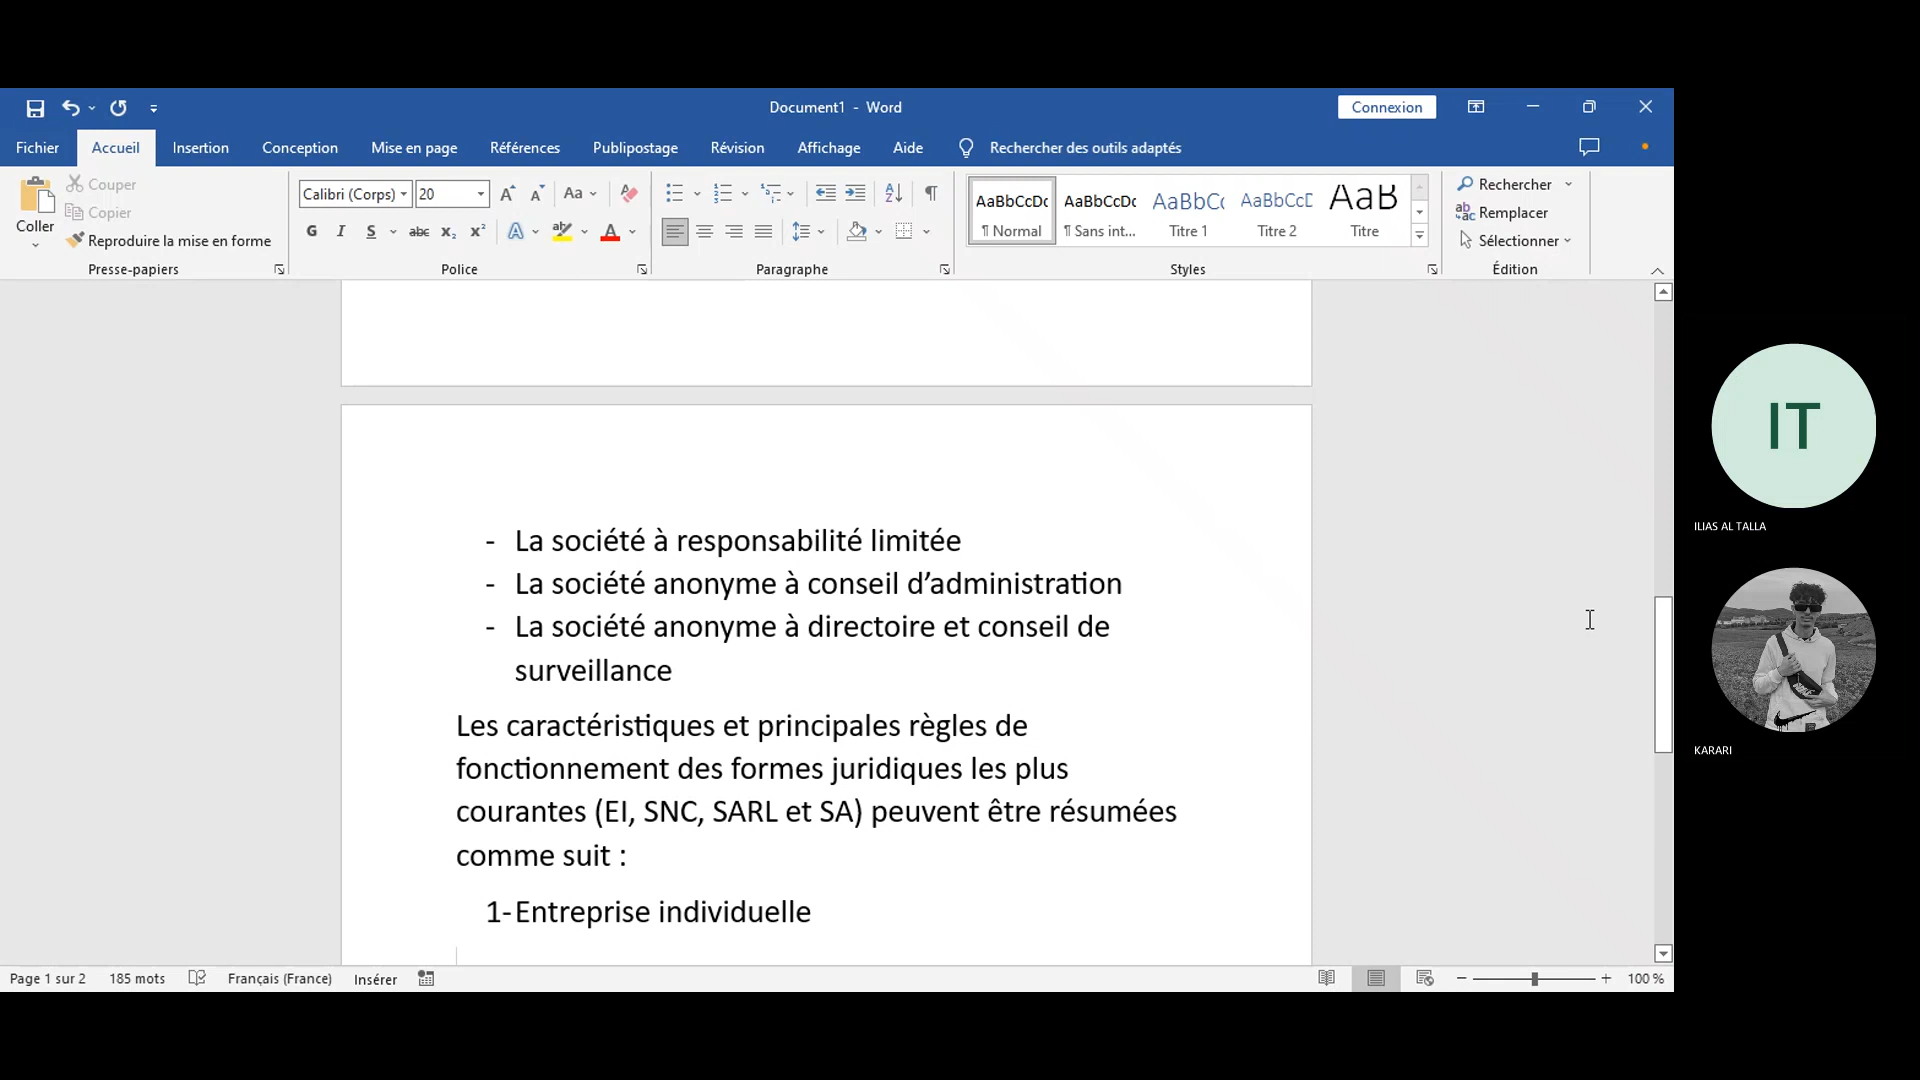 Document1 - Word
Connexion
Fichier
Accueil
Insertion
Conception
Mise en page
Références
Publipostage
Révision
Affichage
Aide
Rechercher des outils adaptés
Coller
Couper
Copier
Reproduire la mise en forme
Presse-papiers
Calibri (Corps)
20
Aa
G I S abc x₂ x²
A
Police
Paragraphe
AaBbCcDc
¶ Normal
AaBbCcDc
¶ Sans int...
AaBbCc
Titre 1
AaBbCcD
Titre 2
AaB
Titre
Styles
Rechercher
Remplacer
Sélectionner
Édition
- La société à responsabilité limitée
- La société anonyme à conseil d’administration
- La société anonyme à directoire et conseil de
surveillance
Les caractéristiques et principales règles de
fonctionnement des formes juridiques les plus
courantes (EI, SNC, SARL et SA) peuvent être résumées
comme suit :
1- Entreprise individuelle
Page 1 sur 2
185 mots
Français (France)
Insérer
100 %
IT
ILIAS AL TALLA
KARARI